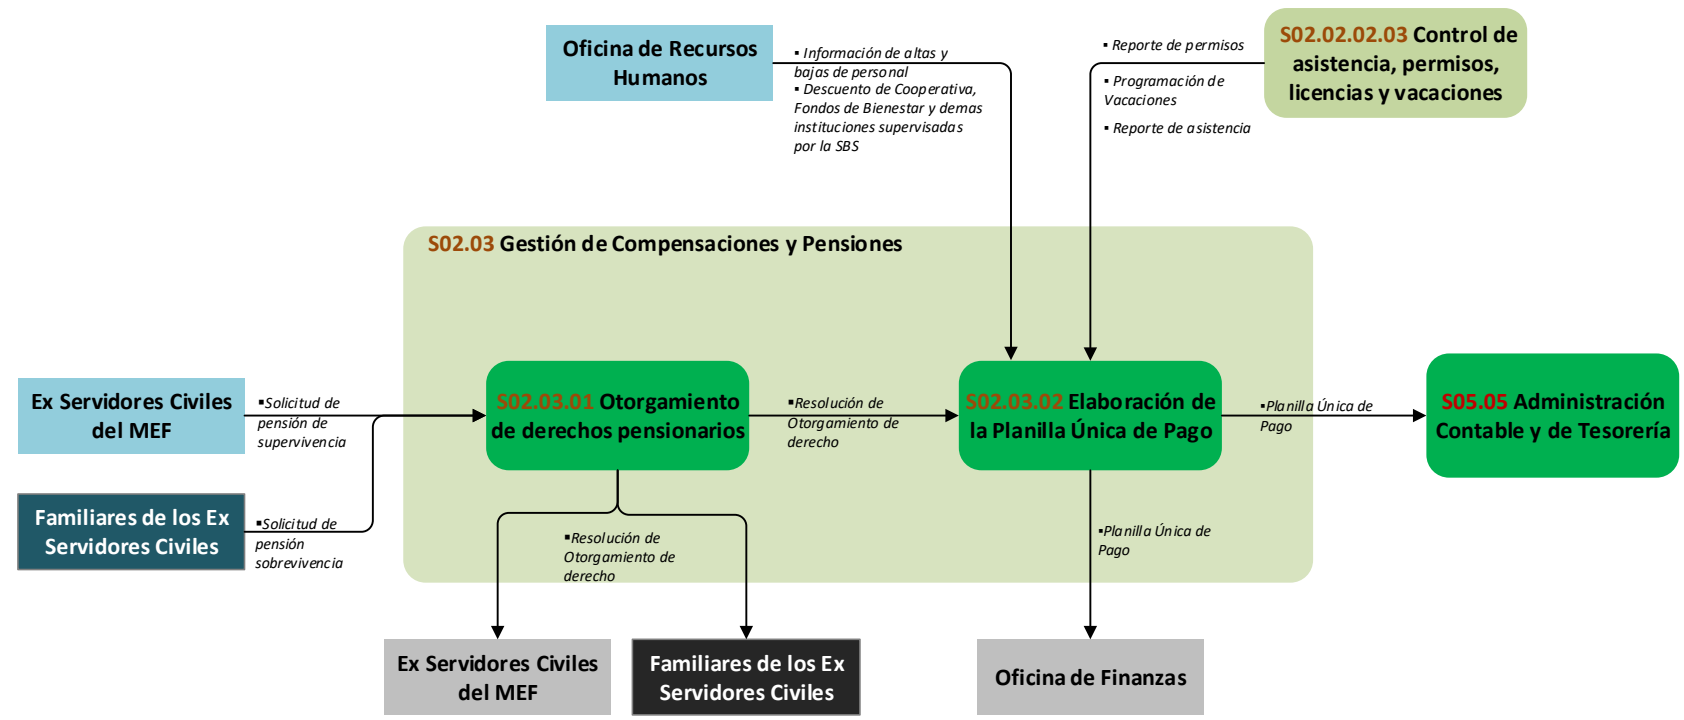 Oficina de Recursos
Humanos
▪ Información de altas y
bajas de personal
▪ Descuento de Cooperativa,
Fondos de Bienestar y demas
instituciones supervisadas
por la SBS
▪ Reporte de permisos
▪ Programación de
Vacaciones
▪ Reporte de asistencia
S02.02.02.03 Control de
asistencia, permisos,
licencias y vacaciones
S02.03 Gestión de Compensaciones y Pensiones
Ex Servidores Civiles
del MEF
▪Solicitud de
pensión de
supervivencia
S02.03.01 Otorgamiento
de derechos pensionarios
▪Resolución de
Otorgamiento de
derecho
S02.03.02 Elaboración de
la Planilla Única de Pago
▪Planilla Única de
Pago
S05.05 Administración
Contable y de Tesorería
Familiares de los Ex
Servidores Civiles
▪Solicitud de
pensión
sobrevivencia
▪Resolución de
Otorgamiento de
derecho
▪Planilla Única de
Pago
Ex Servidores Civiles
del MEF
Familiares de los Ex
Servidores Civiles
Oficina de Finanzas